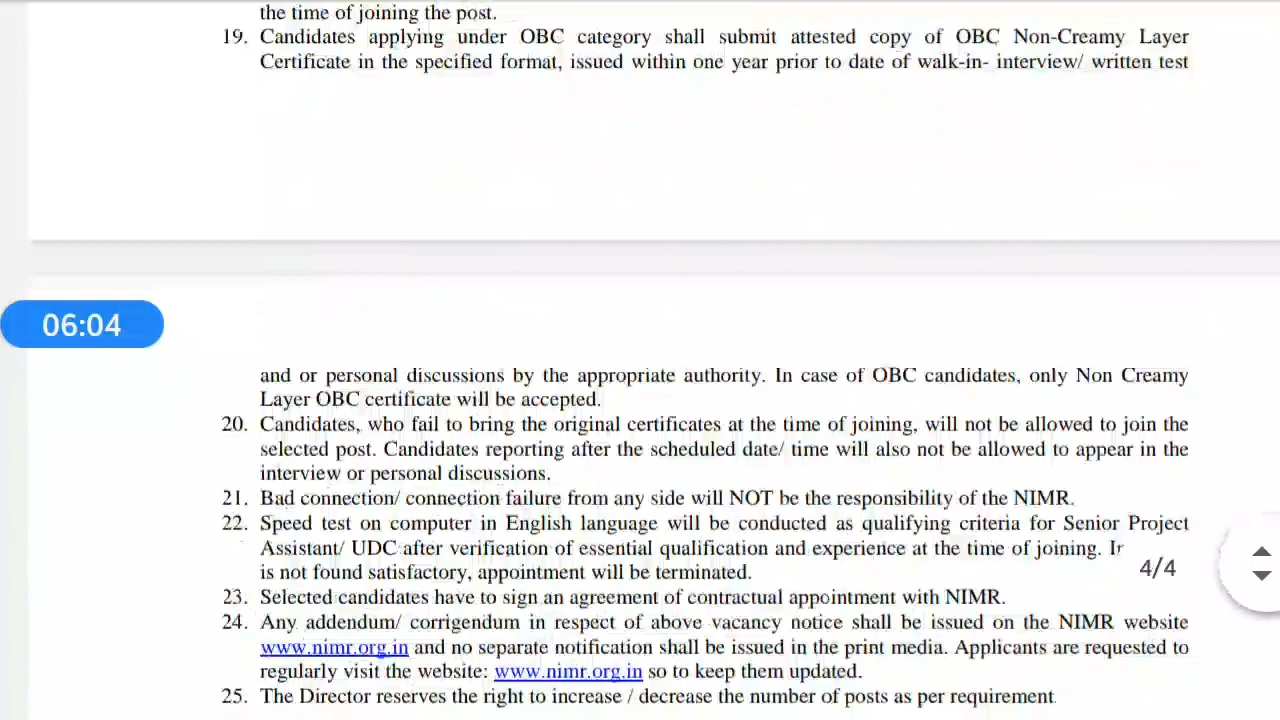 the time of joining the post.
19. Candidates applying under OBC category shall submit attested copy of OBC Non-Creamy Layer
Certificate in the specified format, issued within one year prior to date of walk-in- interview/ written test
06:04
and or personal discussions by the appropriate authority. In case of OBC candidates, only Non Creamy
Layer OBC certificate will be accepted.
20. Candidates, who fail to bring the original certificates at the time of joining, will not be allowed to join the
selected post. Candidates reporting after the scheduled date/ time will also not be allowed to appear in the
interview or personal discussions.
21. Bad connection/ connection failure from any side will NOT be the responsibility of the NIMR.
22. Speed test on computer in English language will be conducted as qualifying criteria for Senior Project
Assistant/ UDC after verification of essential qualification and experience at the time of joining.
4/4
is not found satisfactory, appointment will be terminated.
23. Selected candidates have to sign an agreement of contractual appointment with NIMR.
24. Any addendum/ corrigendum in respect of above vacancy notice shall be issued on the NIMR website
www.nimr.org.in and no separate notification shall be issued in the print media. Applicants are requested to
regularly visit the website: www.nimr.org.in so to keep them updated.
25. The Director reserves the right to increase / decrease the number of posts as per requirement.